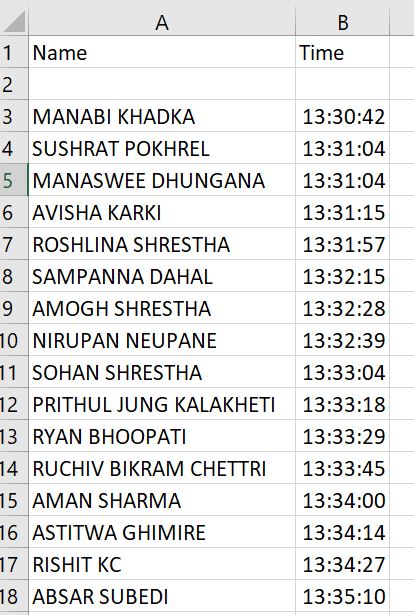 A B
1 Name Time
2
3 MANABI KHADKA 13:30:42
4 SUSHRAT POKHREL 13:31:04
5 MANASWEE DHUNGANA 13:31:04
6 AVISHA KARKI 13:31:15
7 ROSHLINA SHRESTHA 13:31:57
8 SAMPANNA DAHAL 13:32:15
9 AMOGH SHRESTHA 13:32:28
10 NIRUPAN NEUPANE 13:32:39
11 SOHAN SHRESTHA 13:33:04
12 PRITHUL JUNG KALAKHETI 13:33:18
13 RYAN BHOOPATI 13:33:29
14 RUCHIV BIKRAM CHETTRI 13:33:45
15 AMAN SHARMA 13:34:00
16 ASTITWA GHIMIRE 13:34:14
17 RISHIT KC 13:34:27
18 ABSAR SUBEDI 13:35:10